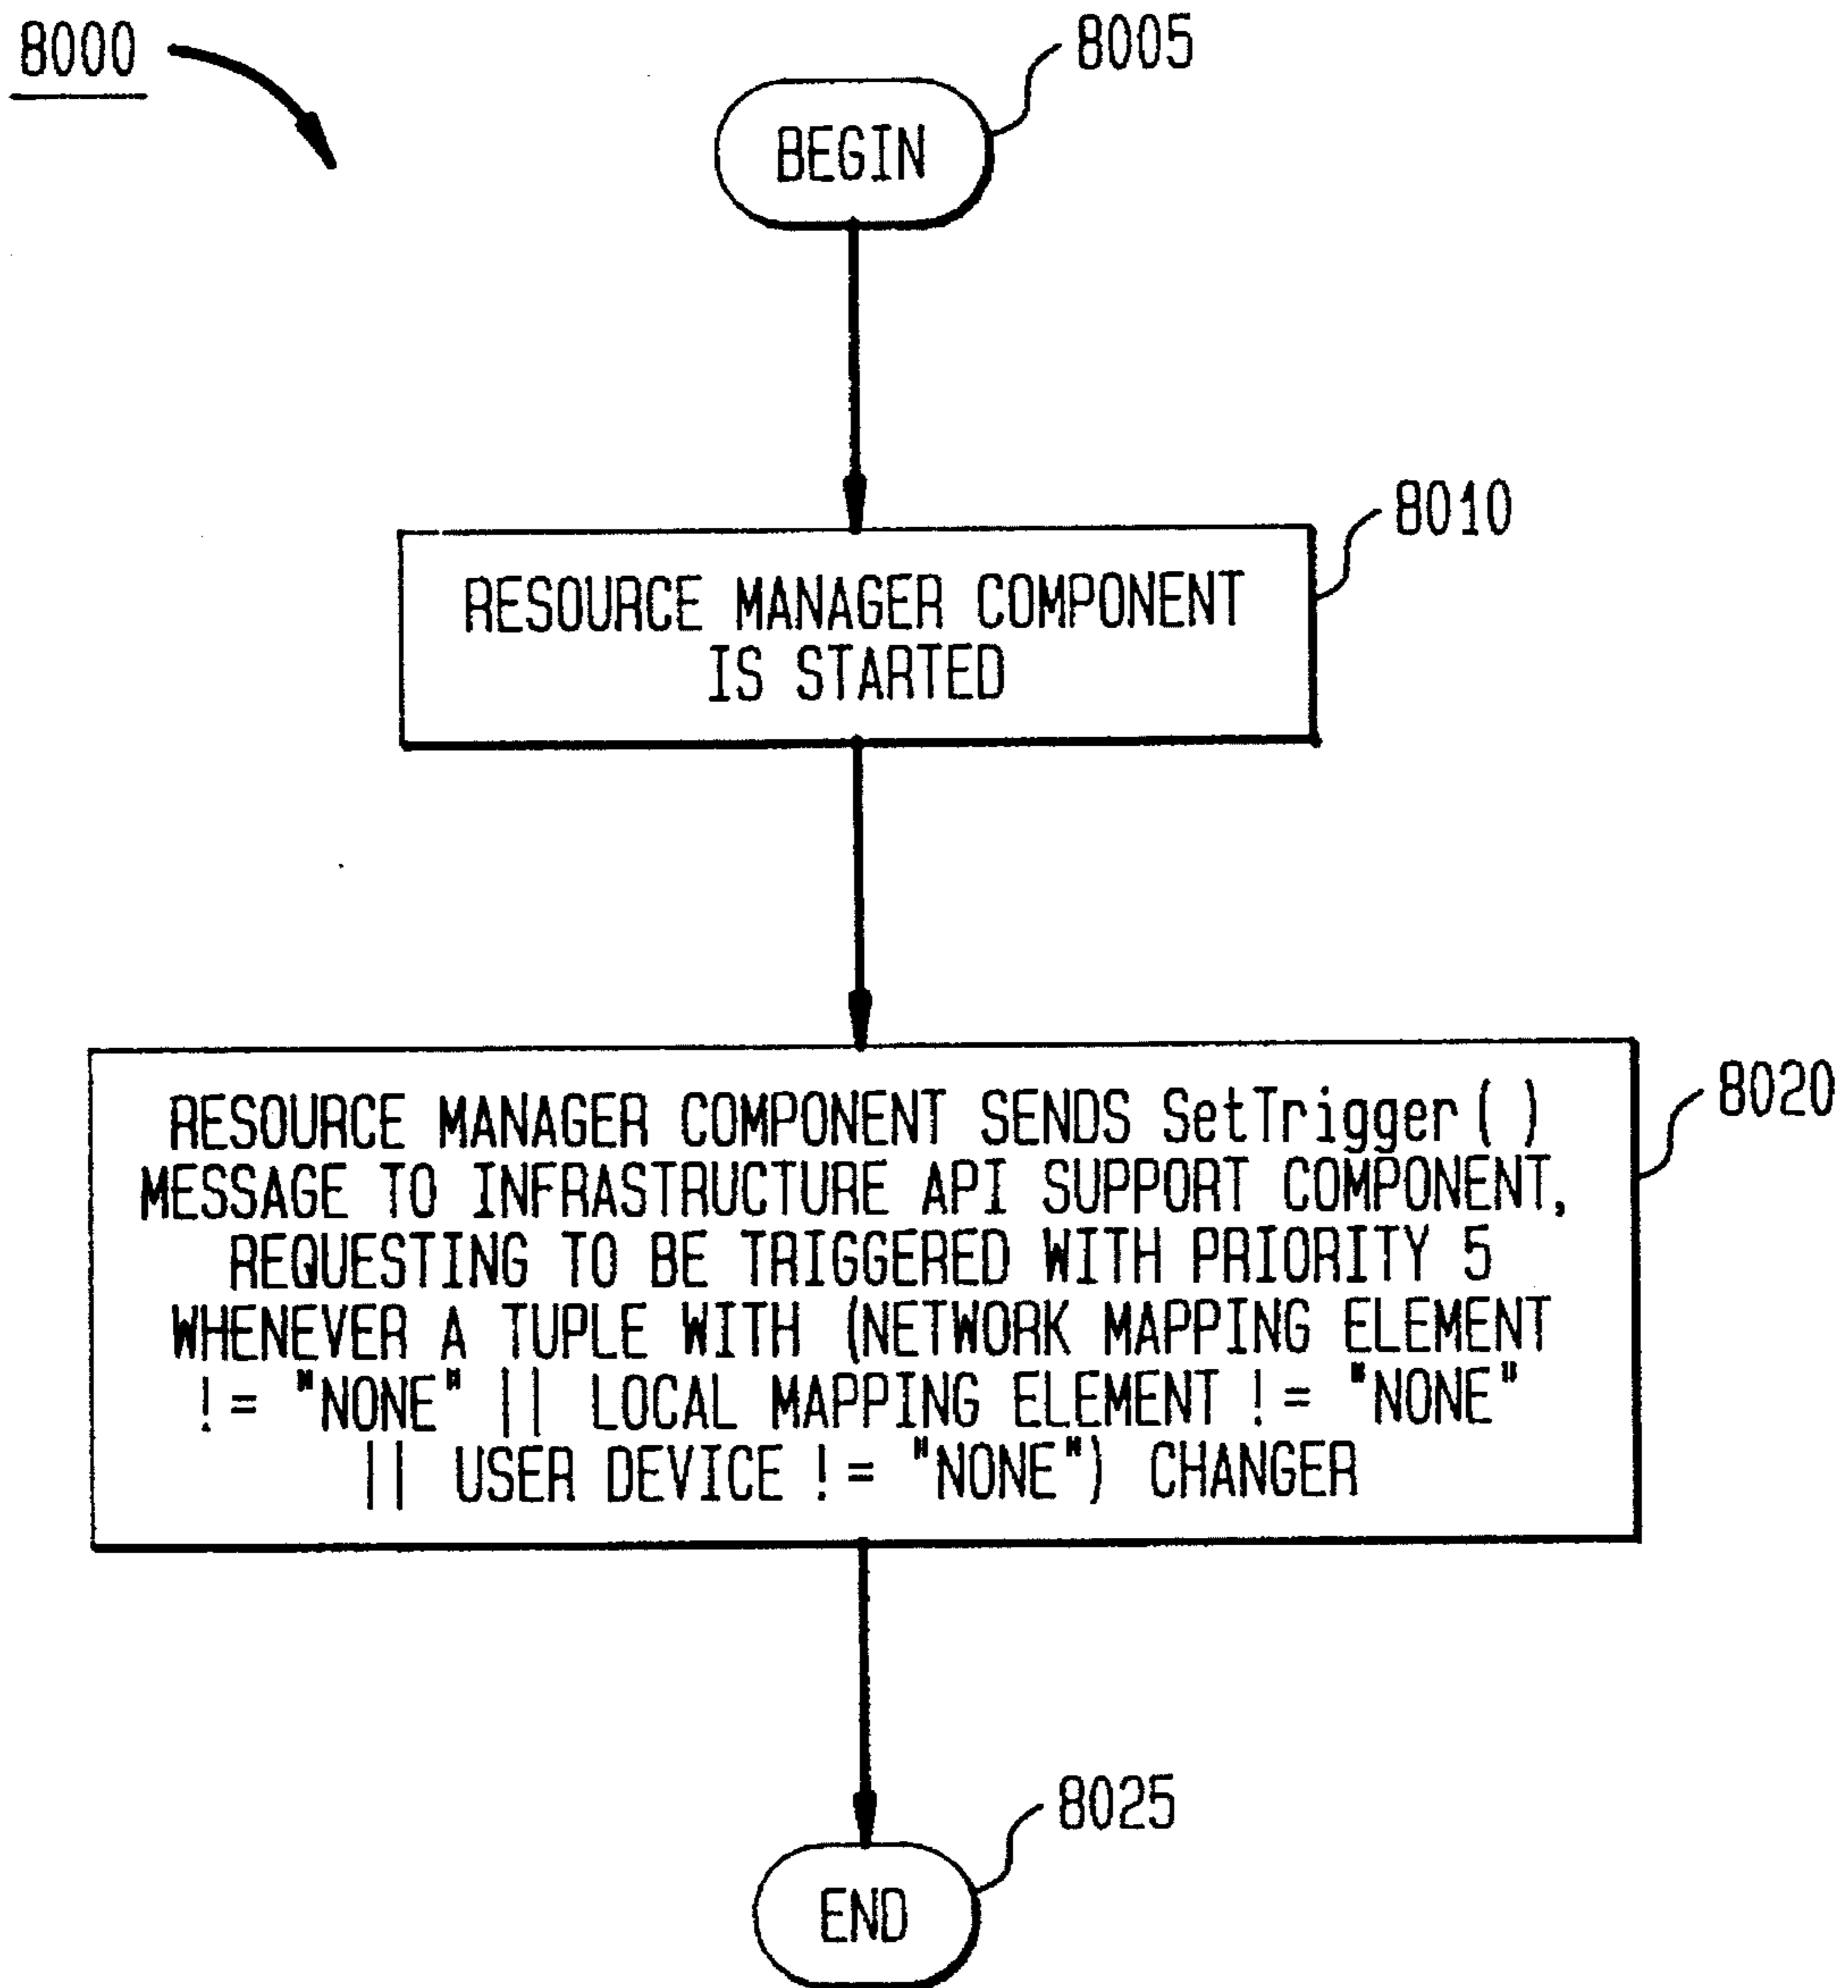 8000
8005
BEGIN
8010
RESOURCE MANAGER COMPONENT
IS STARTED
8020
RESOURCE MANAGER COMPONENT SENDS SetTrigger()
MESSAGE TO INFRASTRUCTURE API SUPPORT COMPONENT,
REQUESTING TO BE TRIGGERED WITH PRIORITY 5
WHENEVER A TUPLE WITH (NETWORK MAPPING ELEMENT
!= "NONE" || LOCAL MAPPING ELEMENT != "NONE"
|| USER DEVICE != "NONE") CHANGER
8025
END